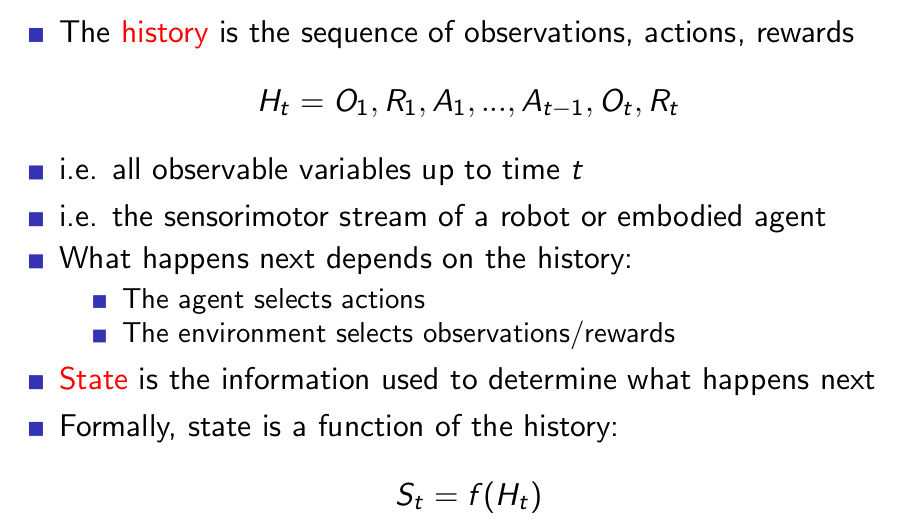 The history is the sequence of observations, actions, rewards
H_t = O_1, R_1, A_1, ..., A_{t−1}, O_t, R_t
i.e. all observable variables up to time t
i.e. the sensorimotor stream of a robot or embodied agent
What happens next depends on the history:
The agent selects actions
The environment selects observations/rewards
State is the information used to determine what happens next
Formally, state is a function of the history:
S_t = f(H_t)